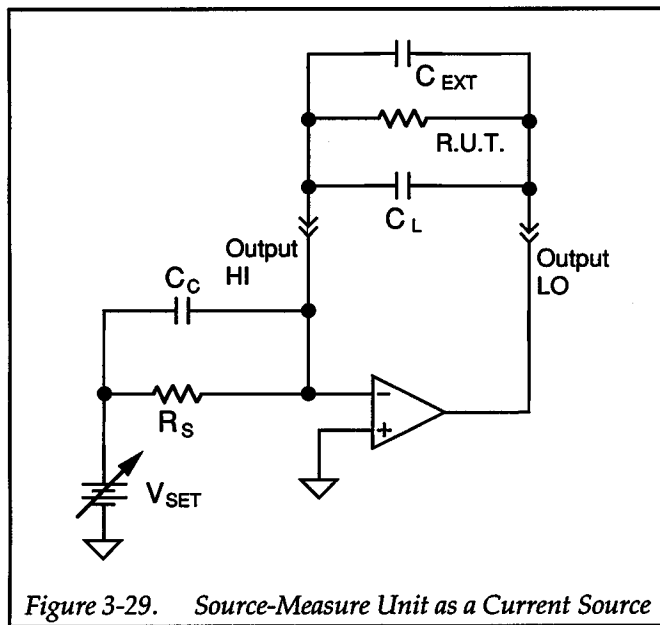 C EXT
R.U.T.
C L
Output
HI
Output
LO
C C
R S
−
+
V SET
Figure 3-29. Source-Measure Unit as a Current Source